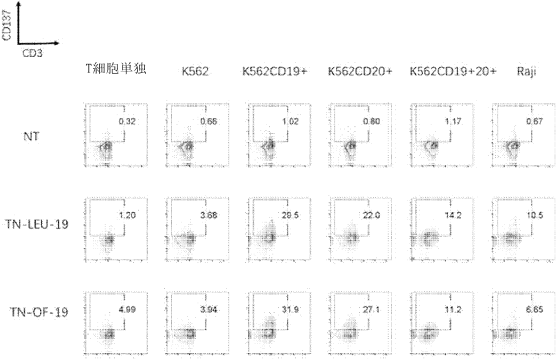 CD137
CD3
T細胞単独 K562 K562CD19+ K562CD20+ K562CD19+20+ Raji
NT 0.32 0.66 1.02 0.80 1.17 0.67
TN-LEU-19 1.20 3.68 29.5 22.0 14.2 10.5
TN-OF-19 4.99 3.94 31.9 27.1 11.2 6.65